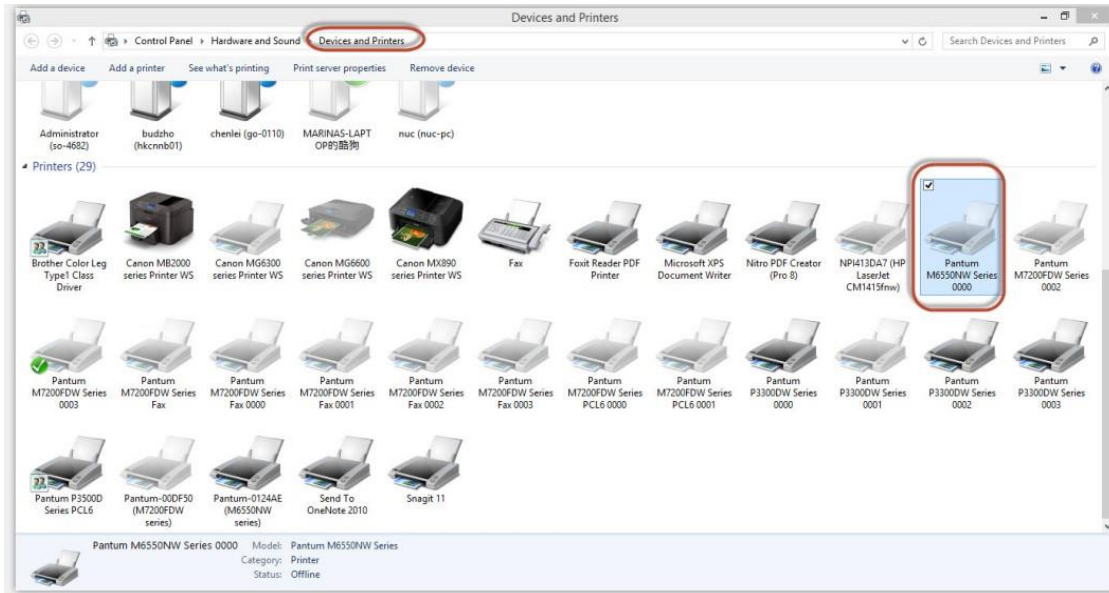 Devices and Printers
Control Panel
Hardware and Sound
Devices and Printers
Search Devices and Printers
Add a device
Add a printer
See what's printing
Print server properties
Remove device
Administrator
(so-4682)
budzho
(hkcnnb01)
chenlei (go-0110)
MARINAS-LAPT
OP的酷狗
nuc (nuc-pc)
Printers (29)
Brother Color Leg
Type1 Class
Driver
Canon MB2000
series Printer WS
Canon MG6300
series Printer WS
Canon MG6600
series Printer WS
Canon MX890
series Printer WS
Fax
Foxit Reader PDF
Printer
Microsoft XPS
Document Writer
Nitro PDF Creator
(Pro 8)
NPI413DA7 (HP
LaserJet
CM1415fnw)
Pantum
M6550NW Series
0000
Pantum
M7200FDW Series
0002
Pantum
M7200FDW Series
0003
Pantum
M7200FDW Series
Fax
Pantum
M7200FDW Series
Fax 0000
Pantum
M7200FDW Series
Fax 0001
Pantum
M7200FDW Series
Fax 0002
Pantum
M7200FDW Series
Fax 0003
Pantum
M7200FDW Series
PCL6 0000
Pantum
M7200FDW Series
PCL6 0001
Pantum
P3300DW Series
0000
Pantum
P3300DW Series
0001
Pantum
P3300DW Series
0002
Pantum
P3300DW Series
0003
Pantum P3500D
Series PCL6
Pantum-00DF50
(M7200FDW
series)
Pantum-0124AE
(M6550NW
series)
Send To
OneNote 2010
Snagit 11
Pantum M6550NW Series 0000
Model: Pantum M6550NW Series
Category: Printer
Status: Offline